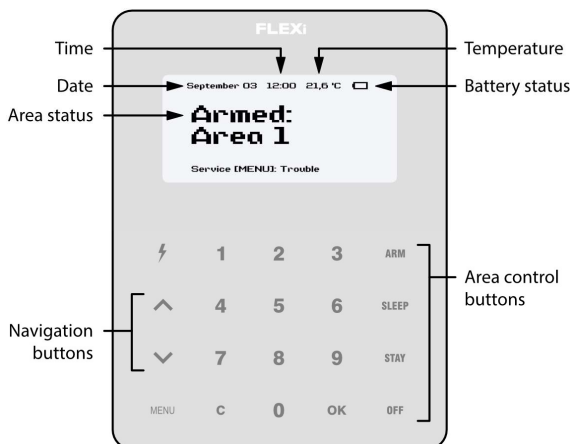 FLEXi
Time
Temperature
Date
Battery status
September 03 12:00 21,6 °C
Area status
Armed:
Area 1
Service [MENU]: Trouble
1 2 3 ARM
4 5 6 SLEEP
Area control
buttons
Navigation
buttons
7 8 9 STAY
MENU C 0 OK OFF